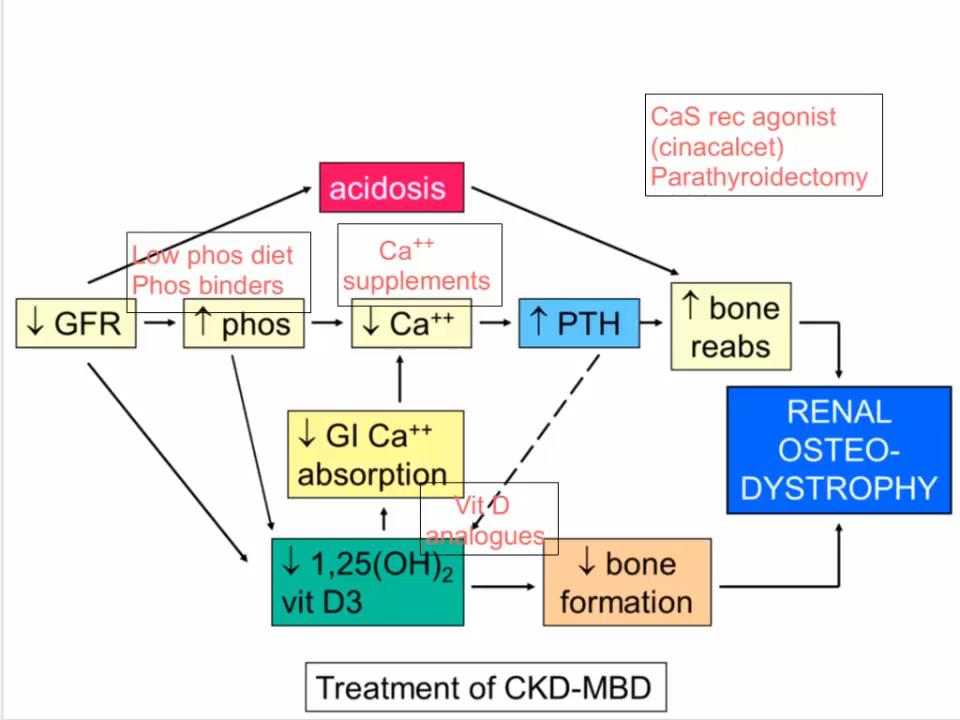 CaS rec agonist
(cinacalcet)
Parathyroidectomy
acidosis
Low phos diet
Phos binders
Ca⁺⁺
supplements
↓ GFR
↑ phos
↓ Ca⁺⁺
↑ PTH
↑ bone
reabs
↓ GI Ca⁺⁺
absorption
RENAL
OSTEO-
DYSTROPHY
Vit D
analogues
↓ 1,25(OH)₂
vit D3
↓ bone
formation
Treatment of CKD-MBD